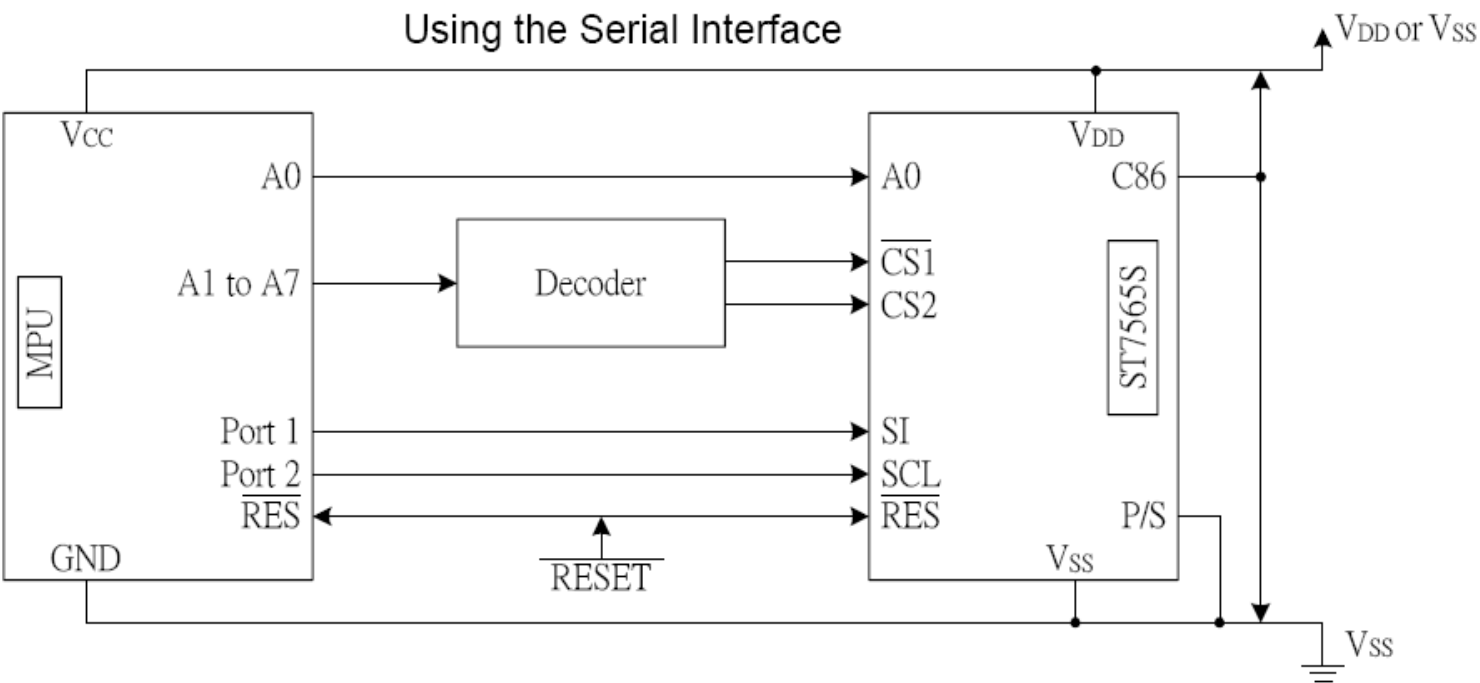 Using the Serial Interface
VDD or VSS
VCC
VDD
A0
A0
C86
CS1
A1 to A7
Decoder
CS2
MPU
ST7565S
Port 1
SI
Port 2
SCL
RES
RES
P/S
GND
RESET
VSS
VSS